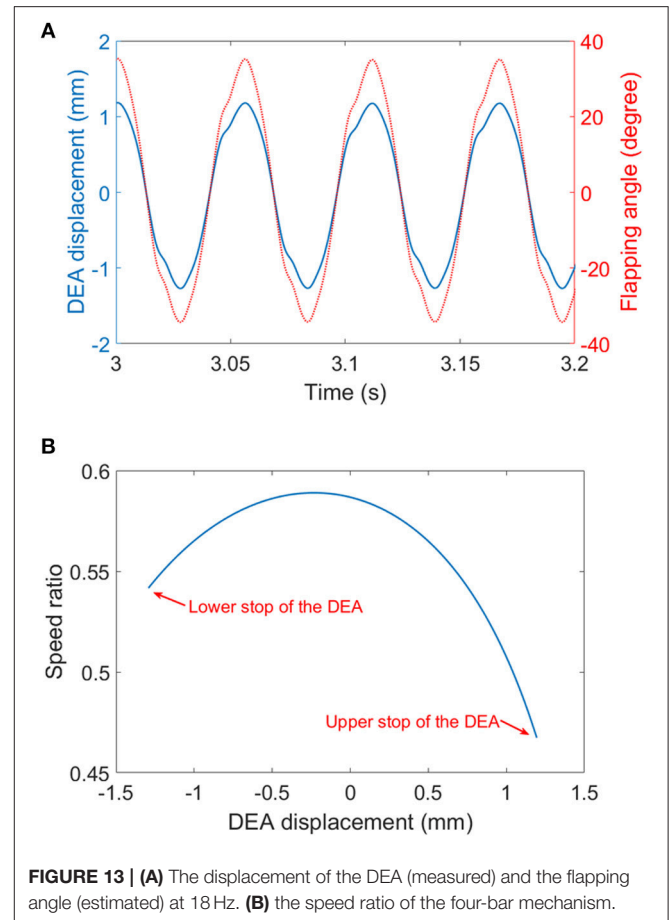 A
2
1
0
-1
-2
DEA displacement (mm)
40
20
0
-20
-40
Flapping angle (degree)
3
3.05
3.1
3.15
3.2
Time (s)
B
0.6
0.55
0.5
0.45
Speed ratio
Lower stop of the DEA
Upper stop of the DEA
-1.5
-1
-0.5
0
0.5
1
1.5
DEA displacement (mm)
FIGURE 13 | (A) The displacement of the DEA (measured) and the flapping
angle (estimated) at 18 Hz. (B) the speed ratio of the four-bar mechanism.